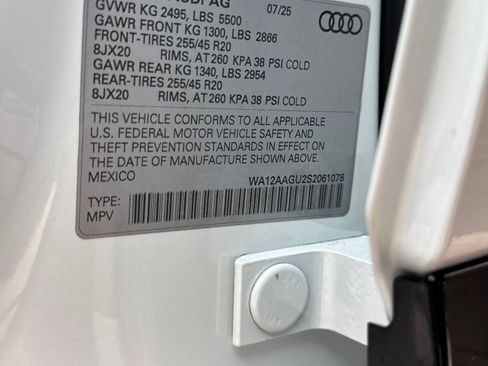 AG 07/25
GVWR KG 2495, LBS 5500
GAWR FRONT KG 1300, LBS 2866
FRONT-TIRES 255/45 R20
8JX20 RIMS, AT 260 KPA 38 PSI COLD
GAWR REAR KG 1340, LBS 2954
REAR-TIRES 255/45 R20
8JX20 RIMS, AT 260 KPA 38 PSI COLD
THIS VEHICLE CONFORMS TO ALL APPLICABLE
U.S. FEDERAL MOTOR VEHICLE SAFETY AND
THEFT PREVENTION STANDARDS IN EFFECT ON
THE DATE OF MANUFACTURE SHOWN ABOVE.
MEXICO WA12AAGU2S2061078
TYPE:
MPV